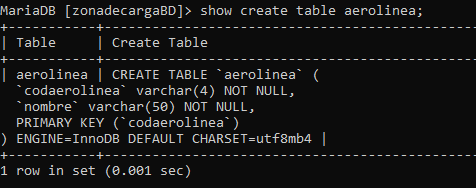 MariaDB [zonadecargaBD]> show create table aerolinea;
+-----------+-----------------------------
| Table     | Create Table
+-----------+-----------------------------
| aerolinea | CREATE TABLE `aerolinea` (
  `codaerolinea` varchar(4) NOT NULL,
  `nombre` varchar(50) NOT NULL,
  PRIMARY KEY (`codaerolinea`)
) ENGINE=InnoDB DEFAULT CHARSET=utf8mb4 |
+-----------+-----------------------------
1 row in set (0.001 sec)